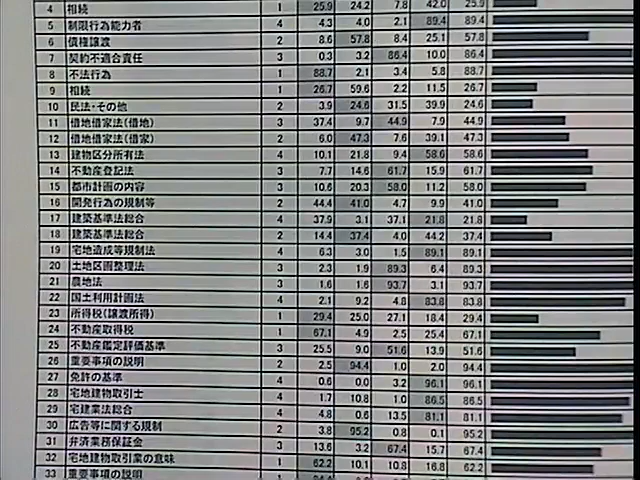 4 相続 1 25.9 24.2 7.8 42.0 25.9
5 制限行為能力者 4 4.3 4.0 2.1 89.4 89.4
6 債権譲渡 2 8.6 57.8 8.4 25.1 57.8
7 契約不適合責任 3 0.3 3.2 86.4 10.0 86.4
8 不法行為 1 88.7 2.1 3.4 5.8 88.7
9 相続 1 26.7 59.6 2.2 11.5 26.7
10 民法・その他 2 3.9 24.6 31.5 39.9 24.6
11 借地借家法(借地) 3 37.4 9.7 44.9 7.9 44.9
12 借地借家法(借家) 2 6.0 47.3 7.6 39.1 47.3
13 建物区分所有法 4 10.1 21.8 9.4 58.6 58.6
14 不動産登記法 3 7.7 14.6 61.7 15.9 61.7
15 都市計画の内容 3 10.6 20.3 58.0 11.2 58.0
16 開発行為の規制等 2 44.4 41.0 4.7 9.9 41.0
17 建築基準法総合 4 37.9 3.1 37.1 21.8 21.8
18 建築基準法総合 2 14.4 37.4 4.0 44.2 37.4
19 宅地造成等規制法 4 6.3 3.0 1.5 89.1 89.1
20 土地区画整理法 3 2.3 1.9 89.3 6.4 89.3
21 農地法 3 1.6 1.6 93.7 3.1 93.7
22 国土利用計画法 4 2.1 9.2 4.8 83.8 83.8
23 所得税(譲渡所得) 1 29.4 25.0 27.1 18.4 29.4
24 不動産取得税 1 67.1 4.9 2.5 25.4 67.1
25 不動産鑑定評価基準 3 25.5 9.0 51.6 13.9 51.6
26 重要事項の説明 2 2.5 94.4 1.0 2.0 94.4
27 免許の基準 4 0.6 0.0 3.2 96.1 96.1
28 宅地建物取引士 4 1.7 10.8 1.0 86.5 86.5
29 宅建業法総合 4 4.8 0.6 13.5 81.1 81.1
30 広告等に関する規制 2 3.8 95.2 0.8 0.1 95.2
31 弁済業務保証金 3 13.6 3.2 67.4 15.7 67.4
32 宅地建物取引業の意味 1 62.2 10.1 10.8 16.8 62.2
33 重要事項の説明 1